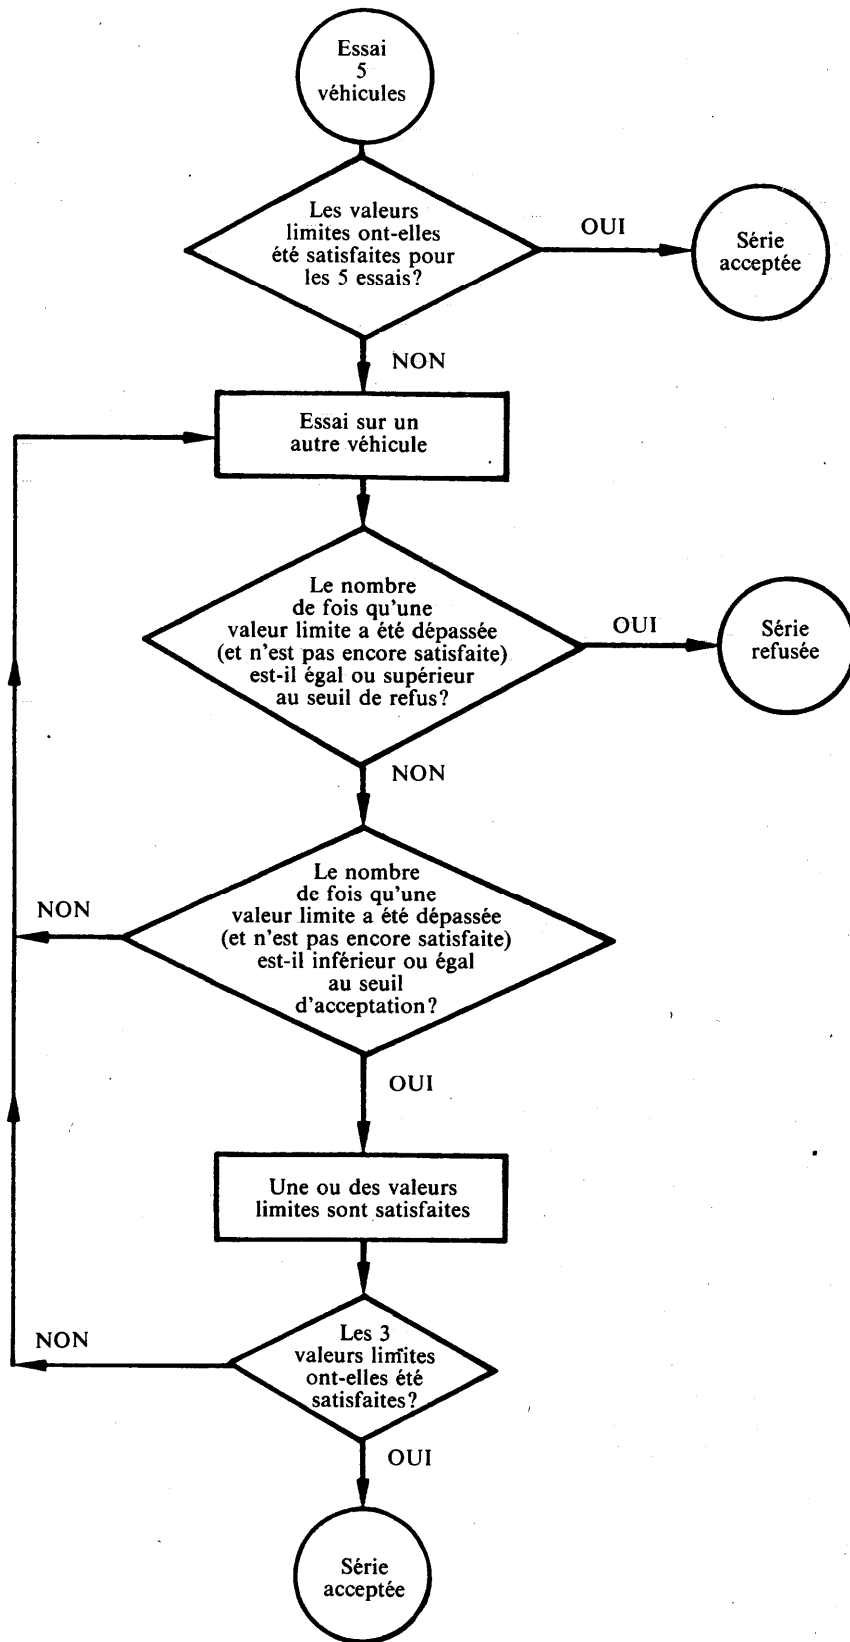 Essai
5
véhicules
Les valeurs
limites ont-elles
été satisfaites pour
les 5 essais?
OUI
Série
acceptée
NON
Essai sur un
autre véhicule
Le nombre
de fois qu'une
valeur limite a été dépassée
(et n'est pas encore satisfaite)
est-il égal ou supérieur
au seuil de refus?
OUI
Série
refusée
NON
Le nombre
de fois qu'une
valeur limite a été dépassée
(et n'est pas encore satisfaite)
est-il inférieur ou égal
au seuil
d'acceptation?
NON
OUI
Une ou des valeurs
limites sont satisfaites
Les 3
valeurs limites
ont-elles été
satisfaites?
NON
OUI
Série
acceptée